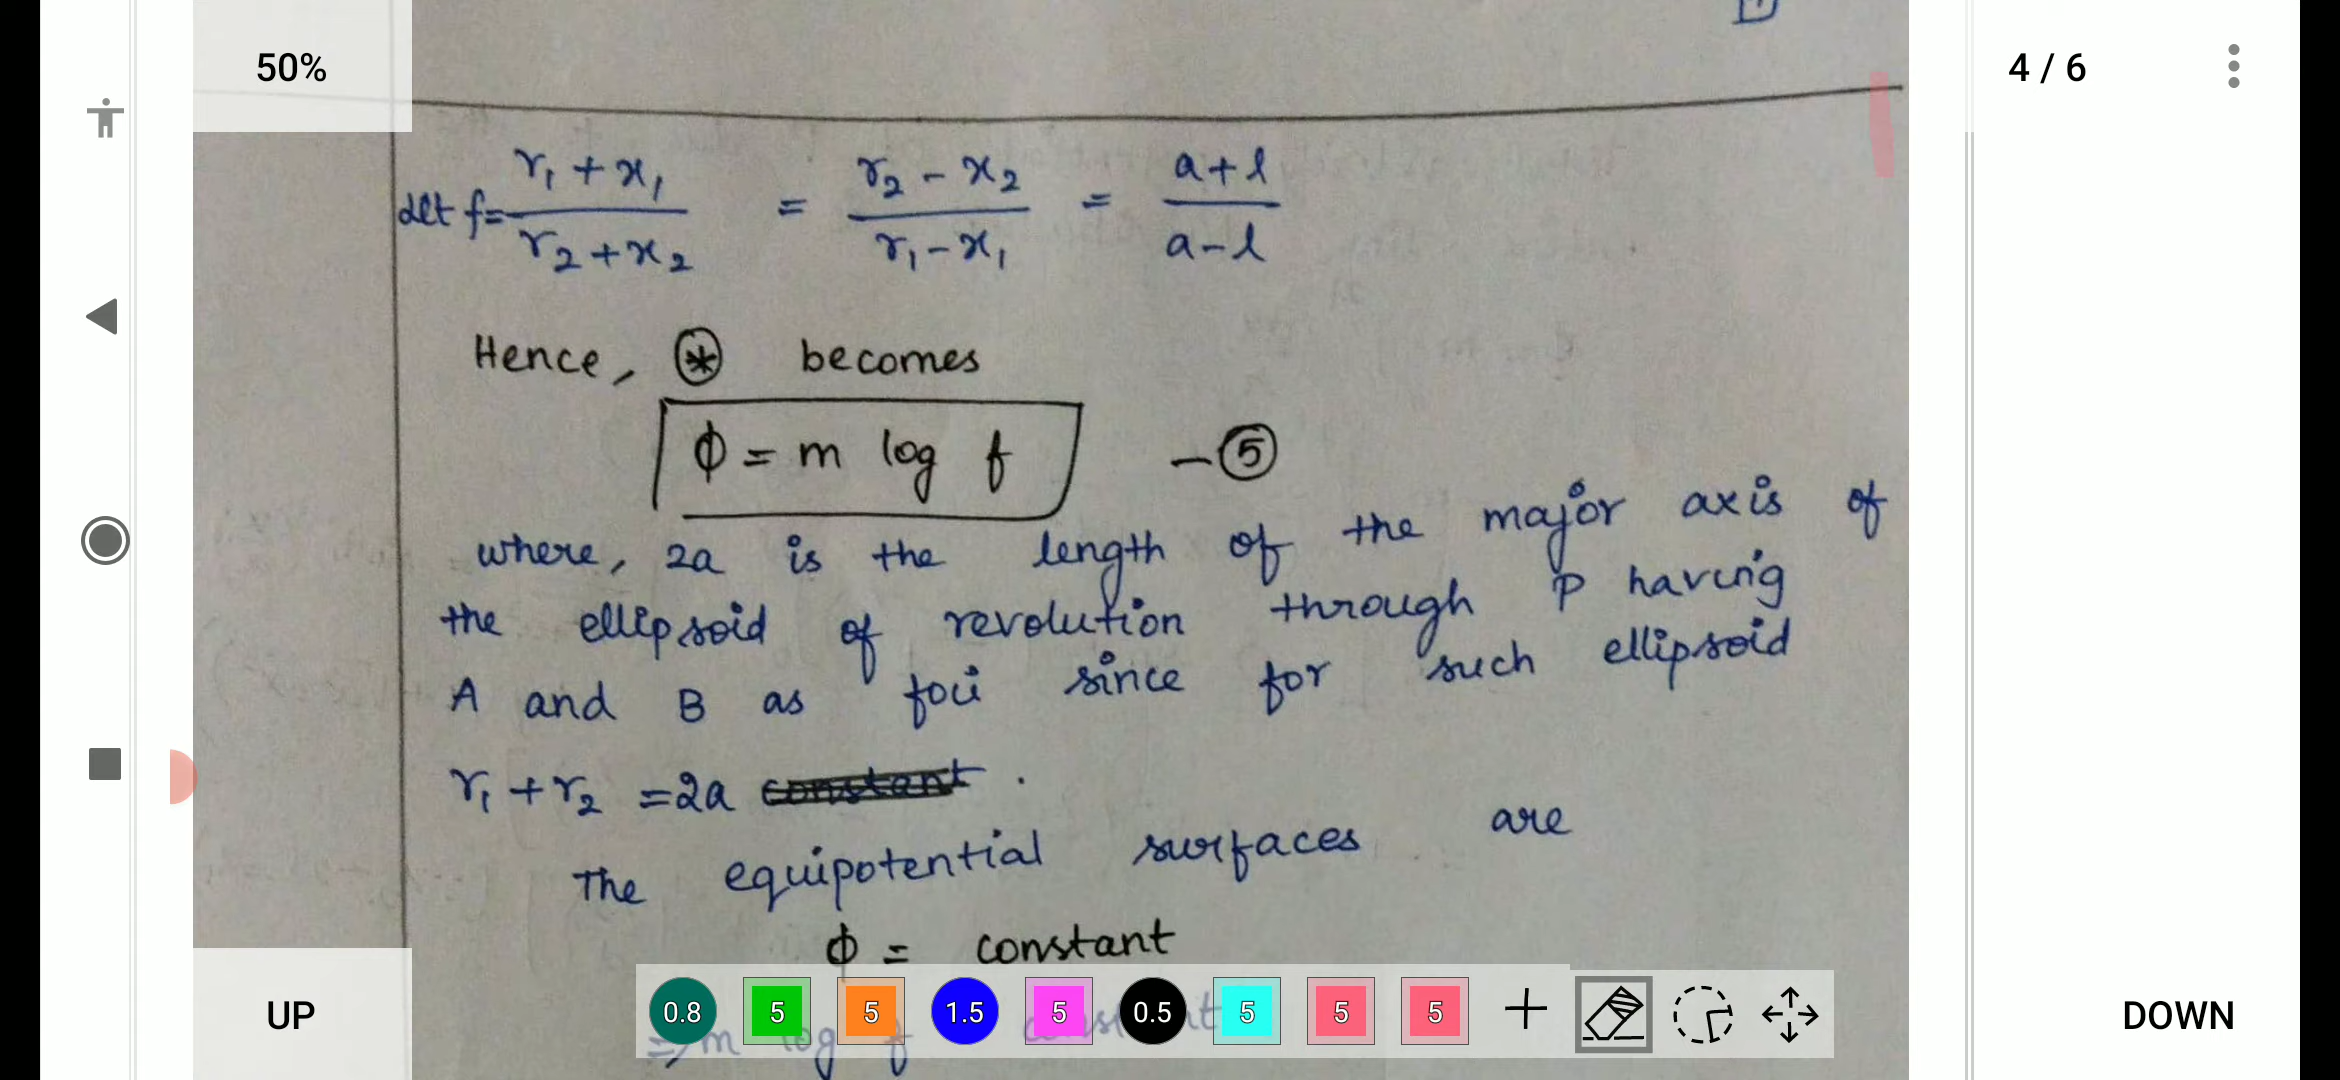 50%
4 / 6
let f = r₁ + x₁ / r₂ + x₂ = r₂ - x₂ / r₁ - x₁ = a + l / a - l
Hence, ⊛ becomes
ϕ = m log f - ⑤
where, 2a is the length of the major axis of
the ellipsoid of revolution through P having
A and B as foci since for such ellipsoid
r₁ + r₂ = 2a constant .
The equipotential surfaces are
ϕ = constant
⇒ m log f constant
0.8 5 5 1.5 5 0.5 5 5 5
UP
DOWN